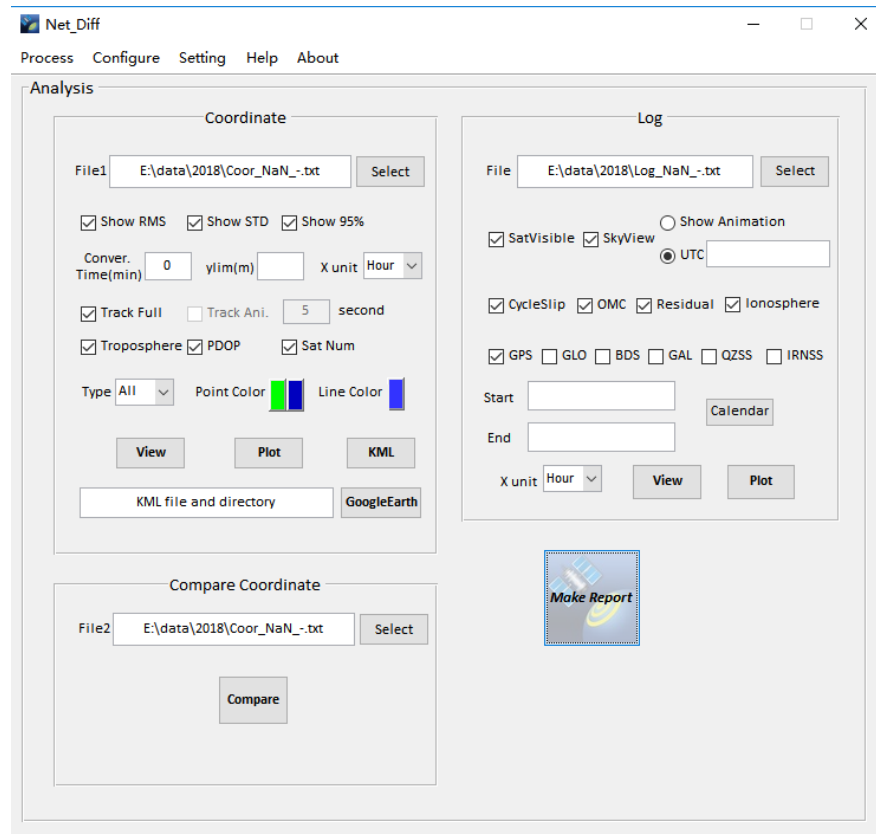 Net_Diff
Process Configure Setting Help About
Analysis
Coordinate
File1 E:\data\2018\Coor_NaN_-.txt Select
Show RMS Show STD Show 95%
Conver. Time(min) 0 ylim(m) X unit Hour
Track Full Track Ani. 5 second
Troposphere PDOP Sat Num
Type All Point Color Line Color
View Plot KML
KML file and directory GoogleEarth
Compare Coordinate
File2 E:\data\2018\Coor_NaN_-.txt Select
Compare
Log
File E:\data\2018\Log_NaN_-.txt Select
Show Animation
SatVisible SkyView UTC
CycleSlip OMC Residual Ionosphere
GPS GLO BDS GAL QZSS IRNSS
Start
Calendar
End
X unit Hour View Plot
Make Report